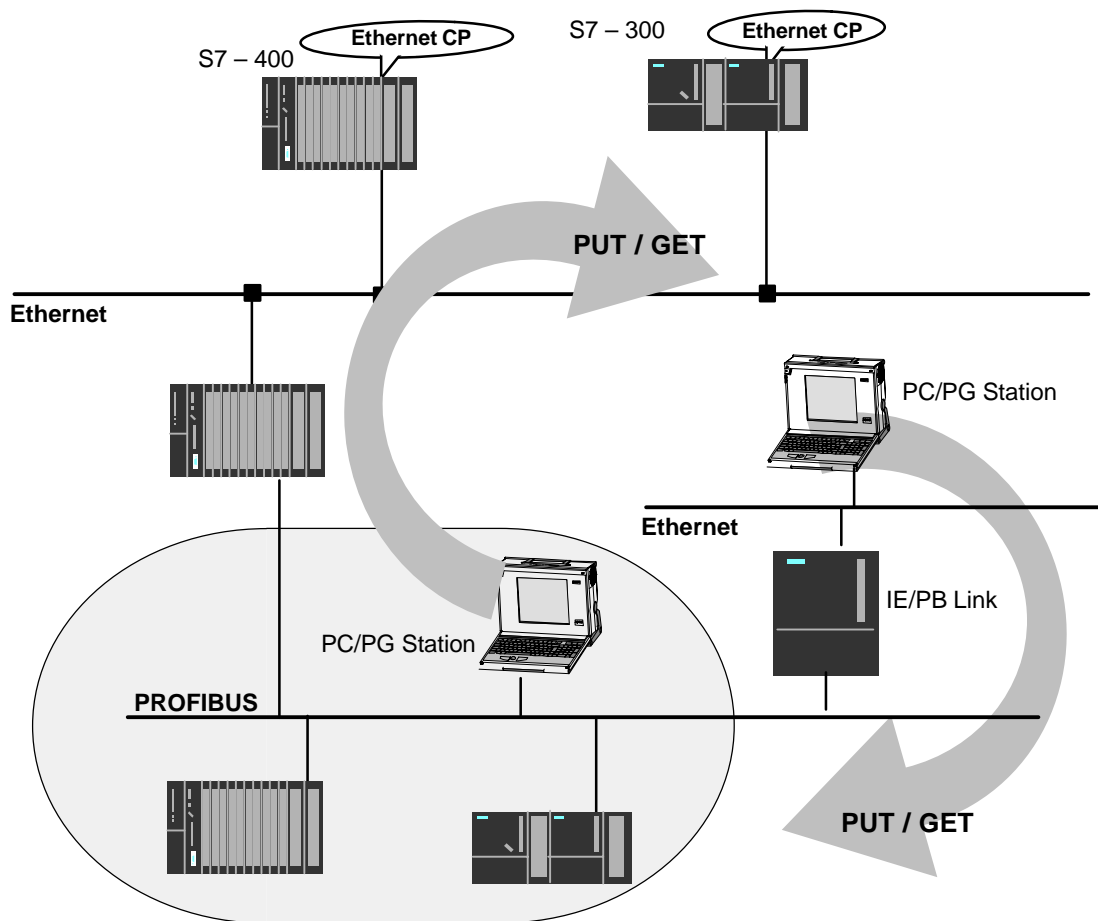 Ethernet CP
S7 – 400
Ethernet CP
S7 – 300
PUT / GET
Ethernet
PC/PG Station
Ethernet
IE/PB Link
PC/PG Station
PROFIBUS
PUT / GET